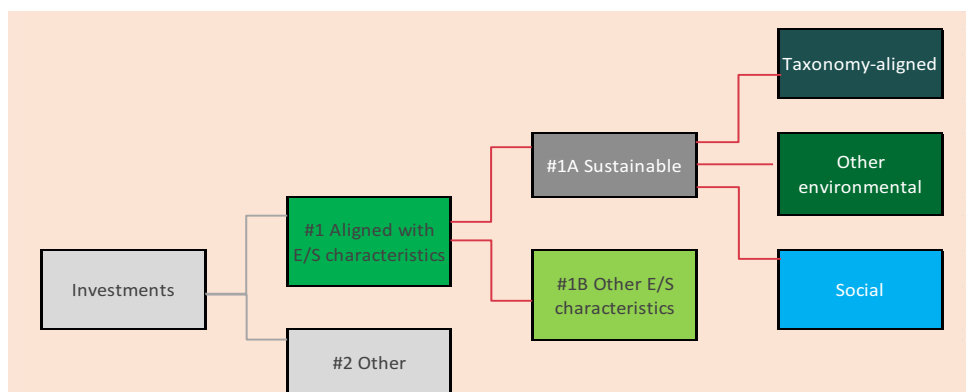 Taxonomy-aligned
#1A Sustainable
Other
environmental
#1 Aligned with
E/S characteristics
Investments
#1B Other E/S
characteristics
Social
#2 Other